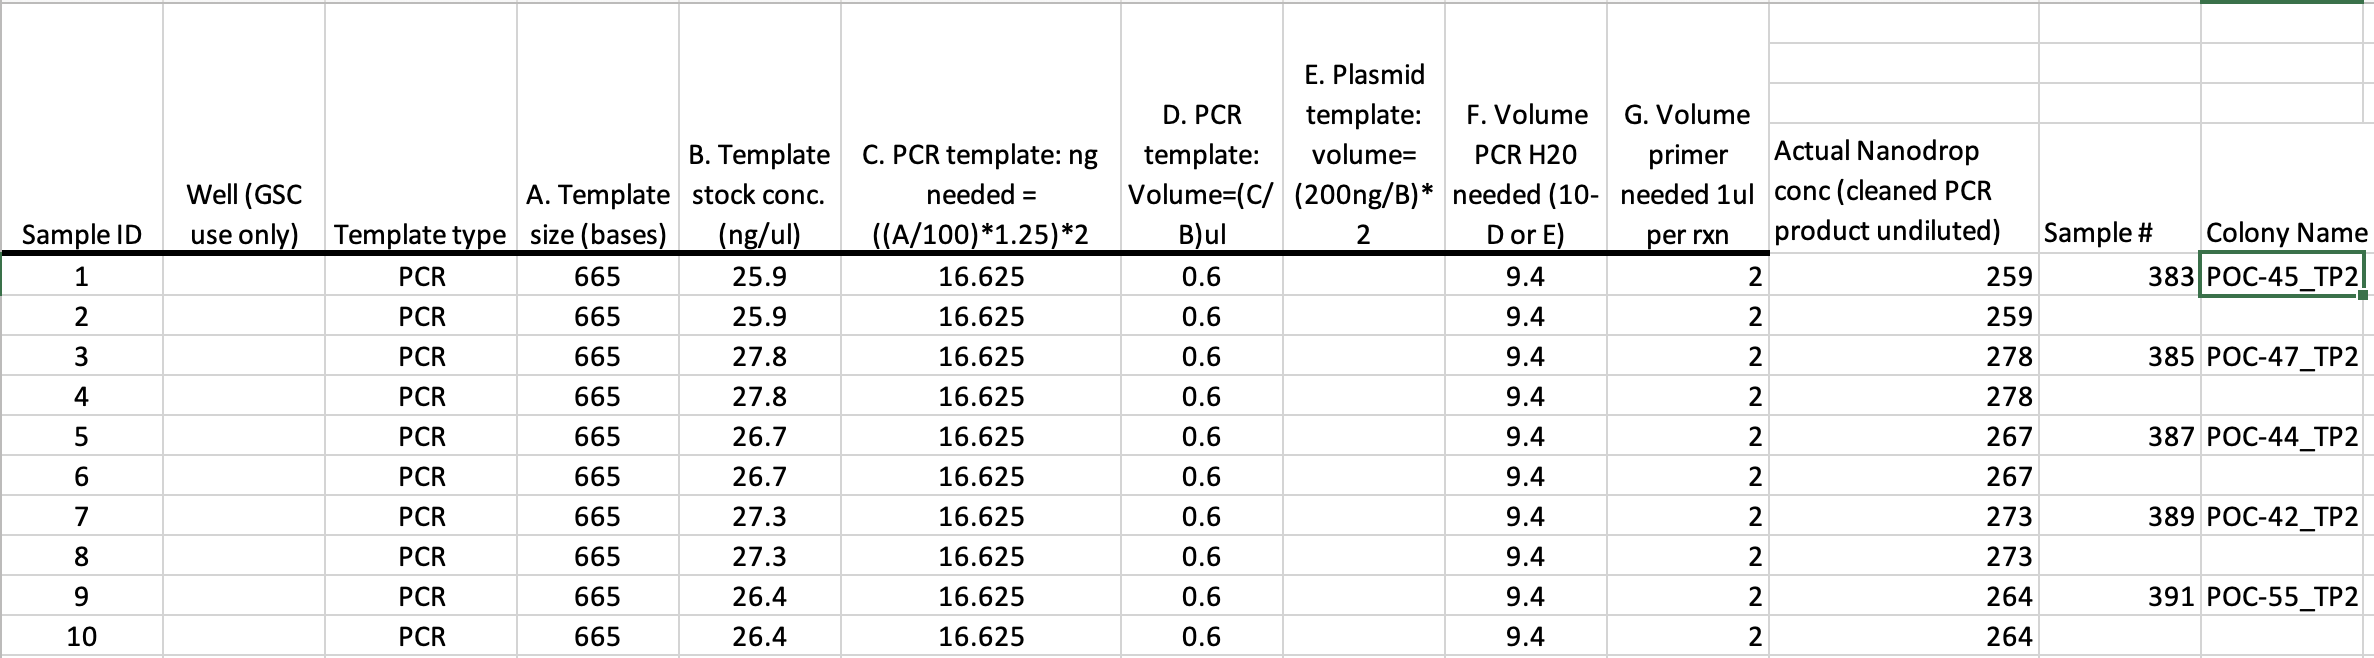 Sample ID	Well (GSC use only)	Template type	A. Template size (bases)	B. Template stock conc. (ng/ul)	C. PCR template: ng needed = ((A/100)*1.25)*2	D. PCR template: Volume=(C/B)ul	E. Plasmid template: volume= (200ng/B)*2	F. Volume PCR H20 needed (10-D or E)	G. Volume primer needed 1ul per rxn	Actual Nanodrop conc (cleaned PCR product undiluted)	Sample #	Colony Name
1	PCR	665	25.9	16.625	0.6	9.4	2	259	383	POC-45_TP2
2	PCR	665	25.9	16.625	0.6	9.4	2	259
3	PCR	665	27.8	16.625	0.6	9.4	2	278	385	POC-47_TP2
4	PCR	665	27.8	16.625	0.6	9.4	2	278
5	PCR	665	26.7	16.625	0.6	9.4	2	267	387	POC-44_TP2
6	PCR	665	26.7	16.625	0.6	9.4	2	267
7	PCR	665	27.3	16.625	0.6	9.4	2	273	389	POC-42_TP2
8	PCR	665	27.3	16.625	0.6	9.4	2	273
9	PCR	665	26.4	16.625	0.6	9.4	2	264	391	POC-55_TP2
10	PCR	665	26.4	16.625	0.6	9.4	2	264